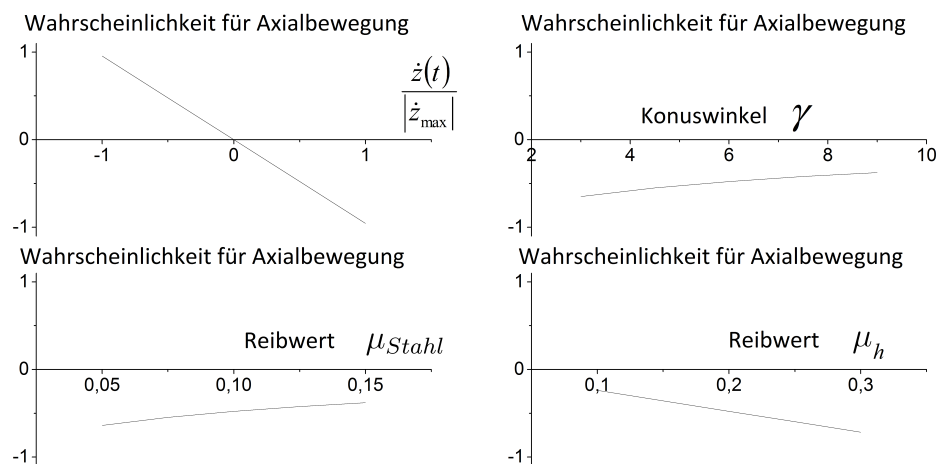 Wahrscheinlichkeit für Axialbewegung
1
0
-1
-1 0 1
ż(t)
|ż_max|
Wahrscheinlichkeit für Axialbewegung
1
0
-1
Konuswinkel γ
2 4 6 8 10
Wahrscheinlichkeit für Axialbewegung
1
0
-1
Reibwert μ_Stahl
0,05 0,10 0,15
Wahrscheinlichkeit für Axialbewegung
1
0
-1
Reibwert μ_h
0,1 0,2 0,3